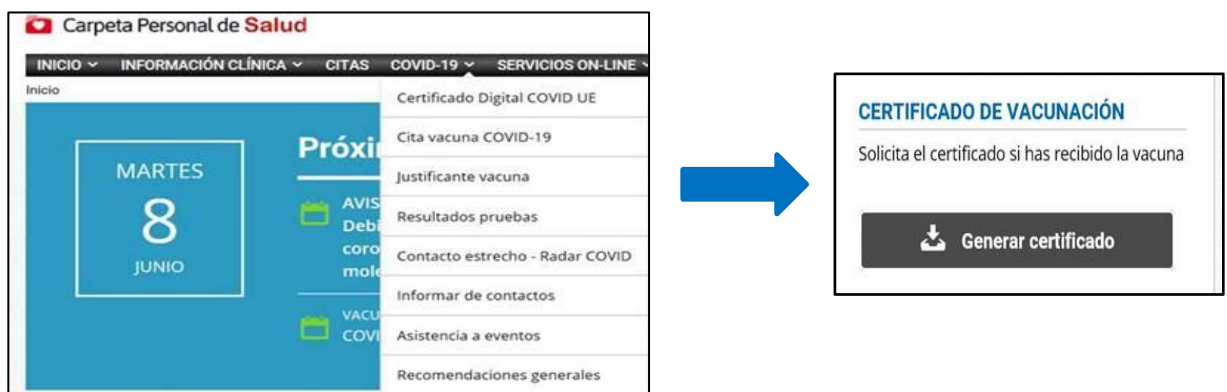 Carpeta Personal de Salud
INICIO INFORMACIÓN CLÍNICA CITAS COVID-19 SERVICIOS ON-LINE
Inicio
MARTES
8
JUNIO
AVIS
Debi
coro
mole
VACU
COVI
Certificado Digital COVID UE
Cita vacuna COVID-19
Justificante vacuna
Resultados pruebas
Contacto estrecho - Radar COVID
Informar de contactos
Asistencia a eventos
Recomendaciones generales
CERTIFICADO DE VACUNACIÓN
Solicita el certificado si has recibido la vacuna
Generar certificado